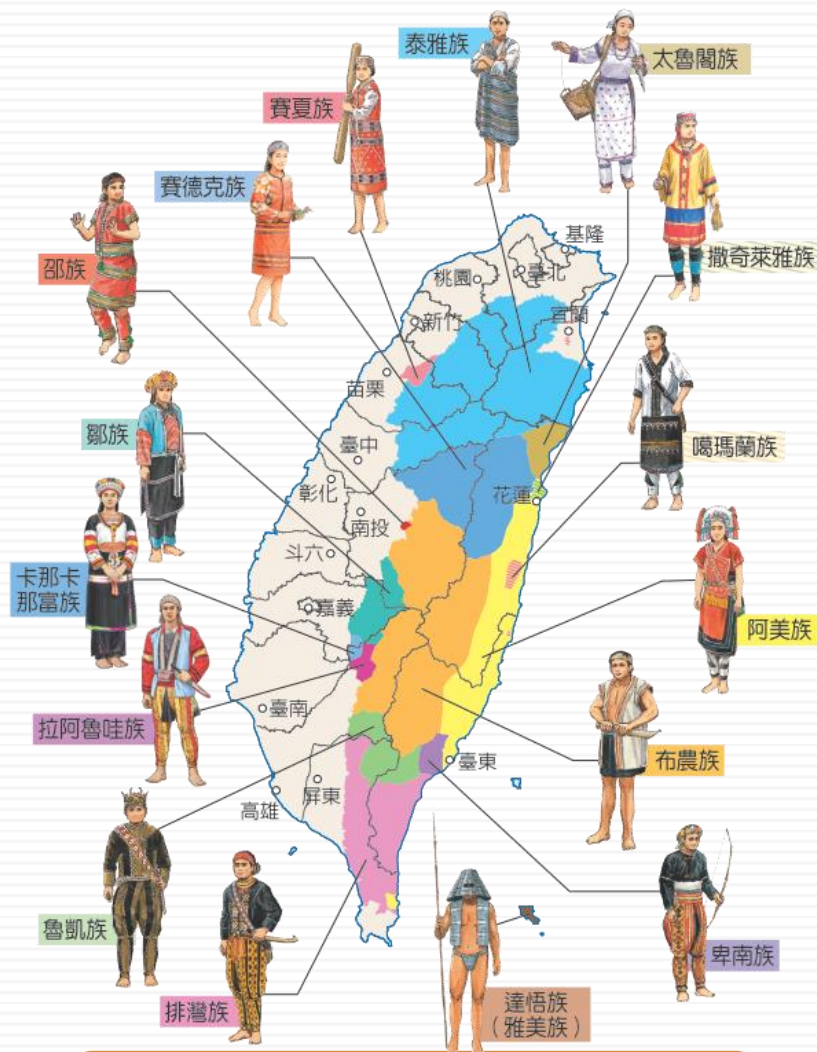 泰雅族
太魯閣族
賽夏族
賽德克族
撒奇萊雅族
邵族
基隆
臺北
桃園
新竹
宜蘭
苗栗
鄒族
噶瑪蘭族
臺中
彰化
花蓮
南投
斗六
卡那卡
那富族
嘉義
阿美族
臺南
拉阿魯哇族
布農族
臺東
屏東
高雄
魯凱族
卑南族
排灣族
達悟族
（雅美族）